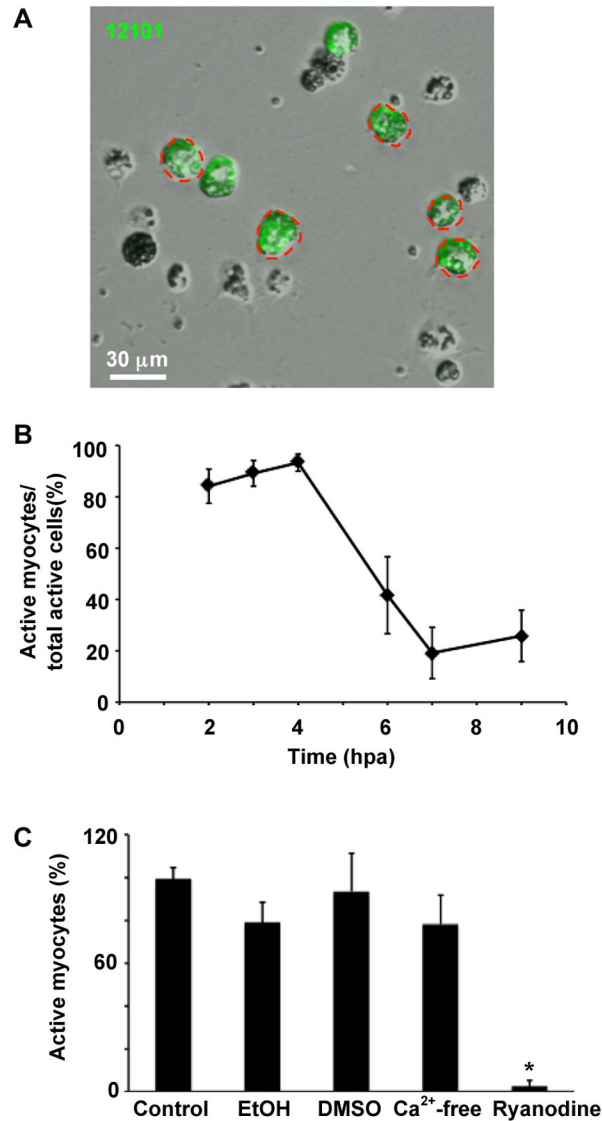 A
12101
30 μm
B
Active myocytes/
total active cells(%)
100
80
60
40
20
0
0 2 4 6 8 10
Time (hpa)
C
Active myocytes (%)
120
60
0
*
Control EtOH DMSO Ca²⁺-free Ryanodine